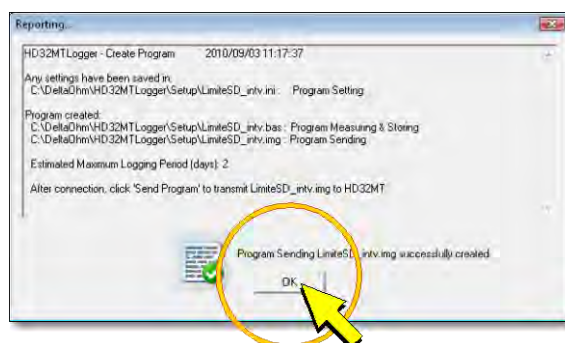 Reporting...
HD32MTLogger - Create Program 2010/09/03 11:17:37
Any settings have been saved in:
C:\DeltaOhm\HD32MTLogger\Setup\LimiteSD_intv.ini : Program Setting
Program created:
C:\DeltaOhm\HD32MTLogger\Setup\LimiteSD_intv.bas : Program Measuring & Storing
C:\DeltaOhm\HD32MTLogger\Setup\LimiteSD_intv.img : Program Sending
Estimated Maximum Logging Period (days): 2
After connection, click 'Send Program' to transmit LimiteSD_intv.img to HD32MT
Program Sending LimiteSD_intv.img successfully created.
OK